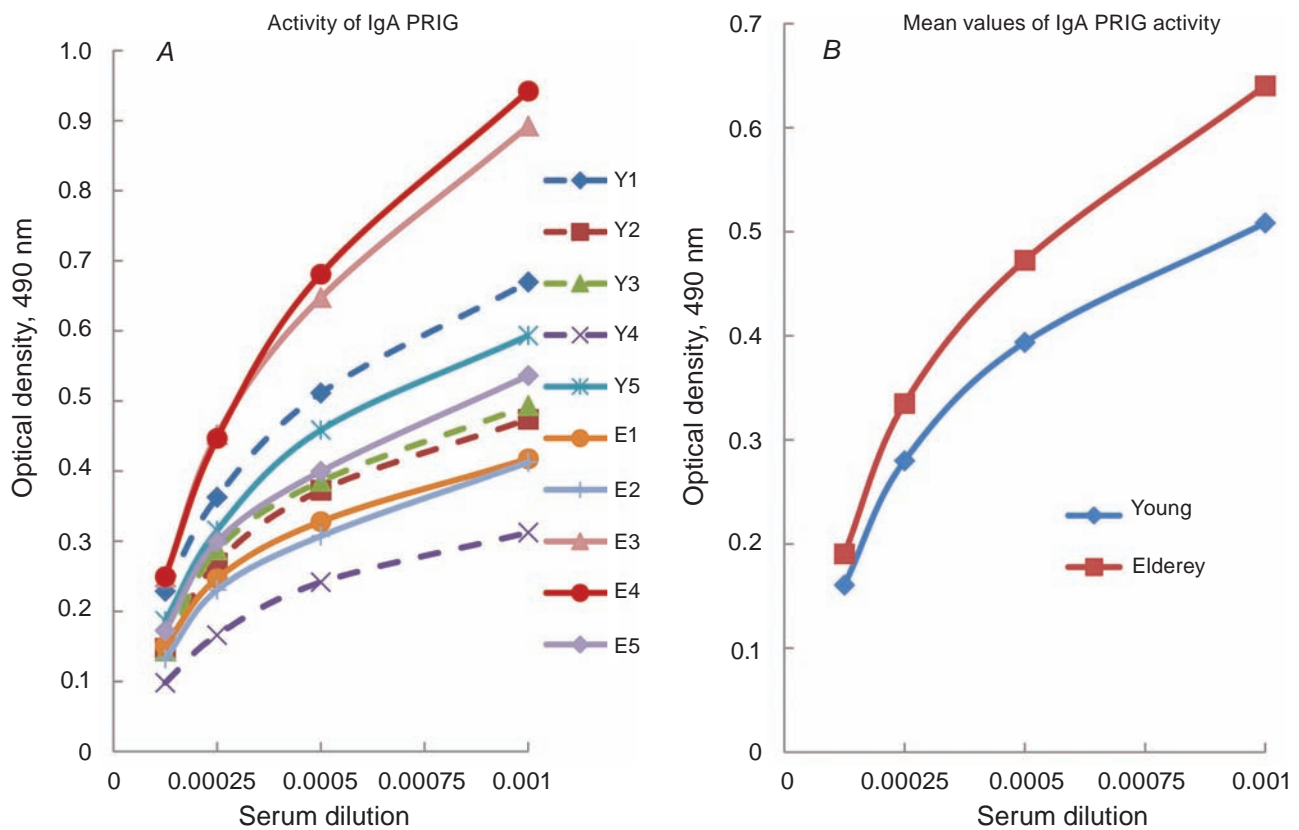 Activity of IgA PRIG
A
1.0
0.9
0.8
0.7
0.6
0.5
0.4
0.3
0.2
0.1
0
Optical density, 490 nm
0 0.00025 0.0005 0.00075 0.001
Serum dilution
Y1
Y2
Y3
Y4
Y5
E1
E2
E3
E4
E5
Mean values of IgA PRIG activity
B
0.7
0.6
0.5
0.4
0.3
0.2
0.1
0
Optical density, 490 nm
0 0.00025 0.0005 0.00075 0.001
Serum dilution
Young
Elderey